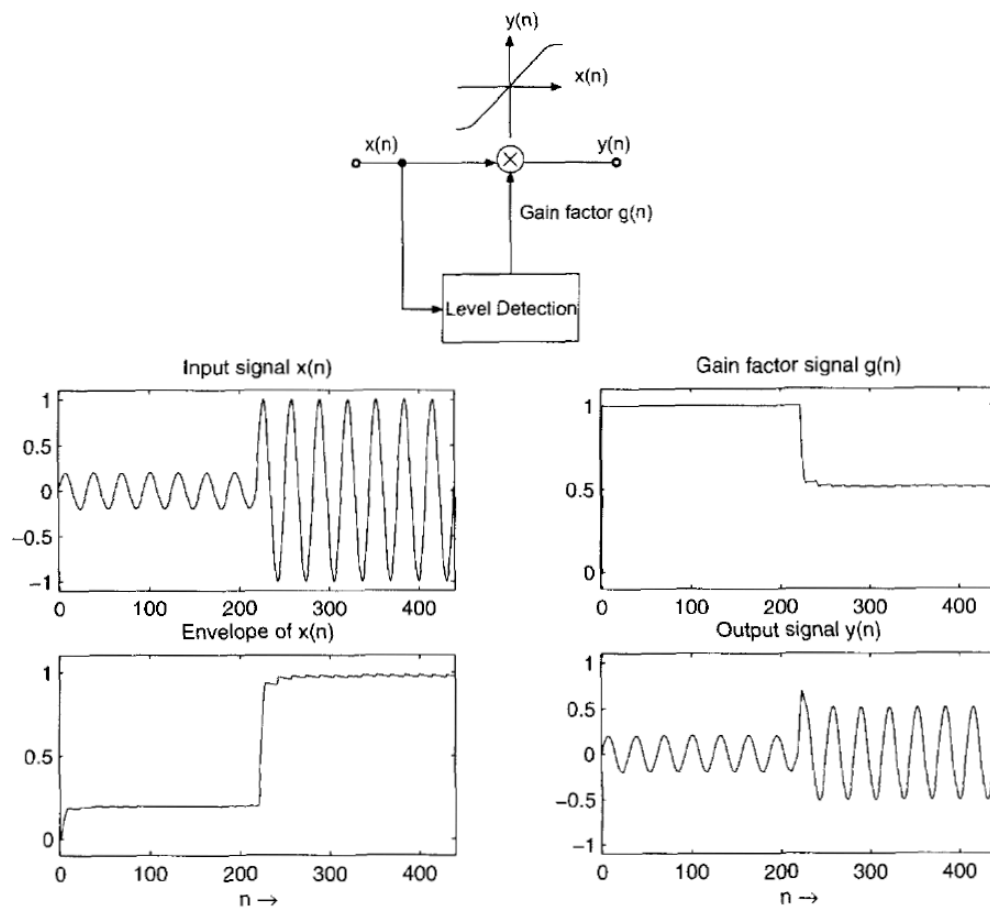 y(n)
x(n)
x(n)
y(n)
Gain factor g(n)
Level Detection
Input signal x(n)
1
0.5
0
−0.5
−1
0 100 200 300 400
Gain factor signal g(n)
1
0.5
0
0 100 200 300 400
Envelope of x(n)
1
0.5
0
0 100 200 300 400
n →
Output signal y(n)
1
0.5
0
−0.5
−1
0 100 200 300 400
n →